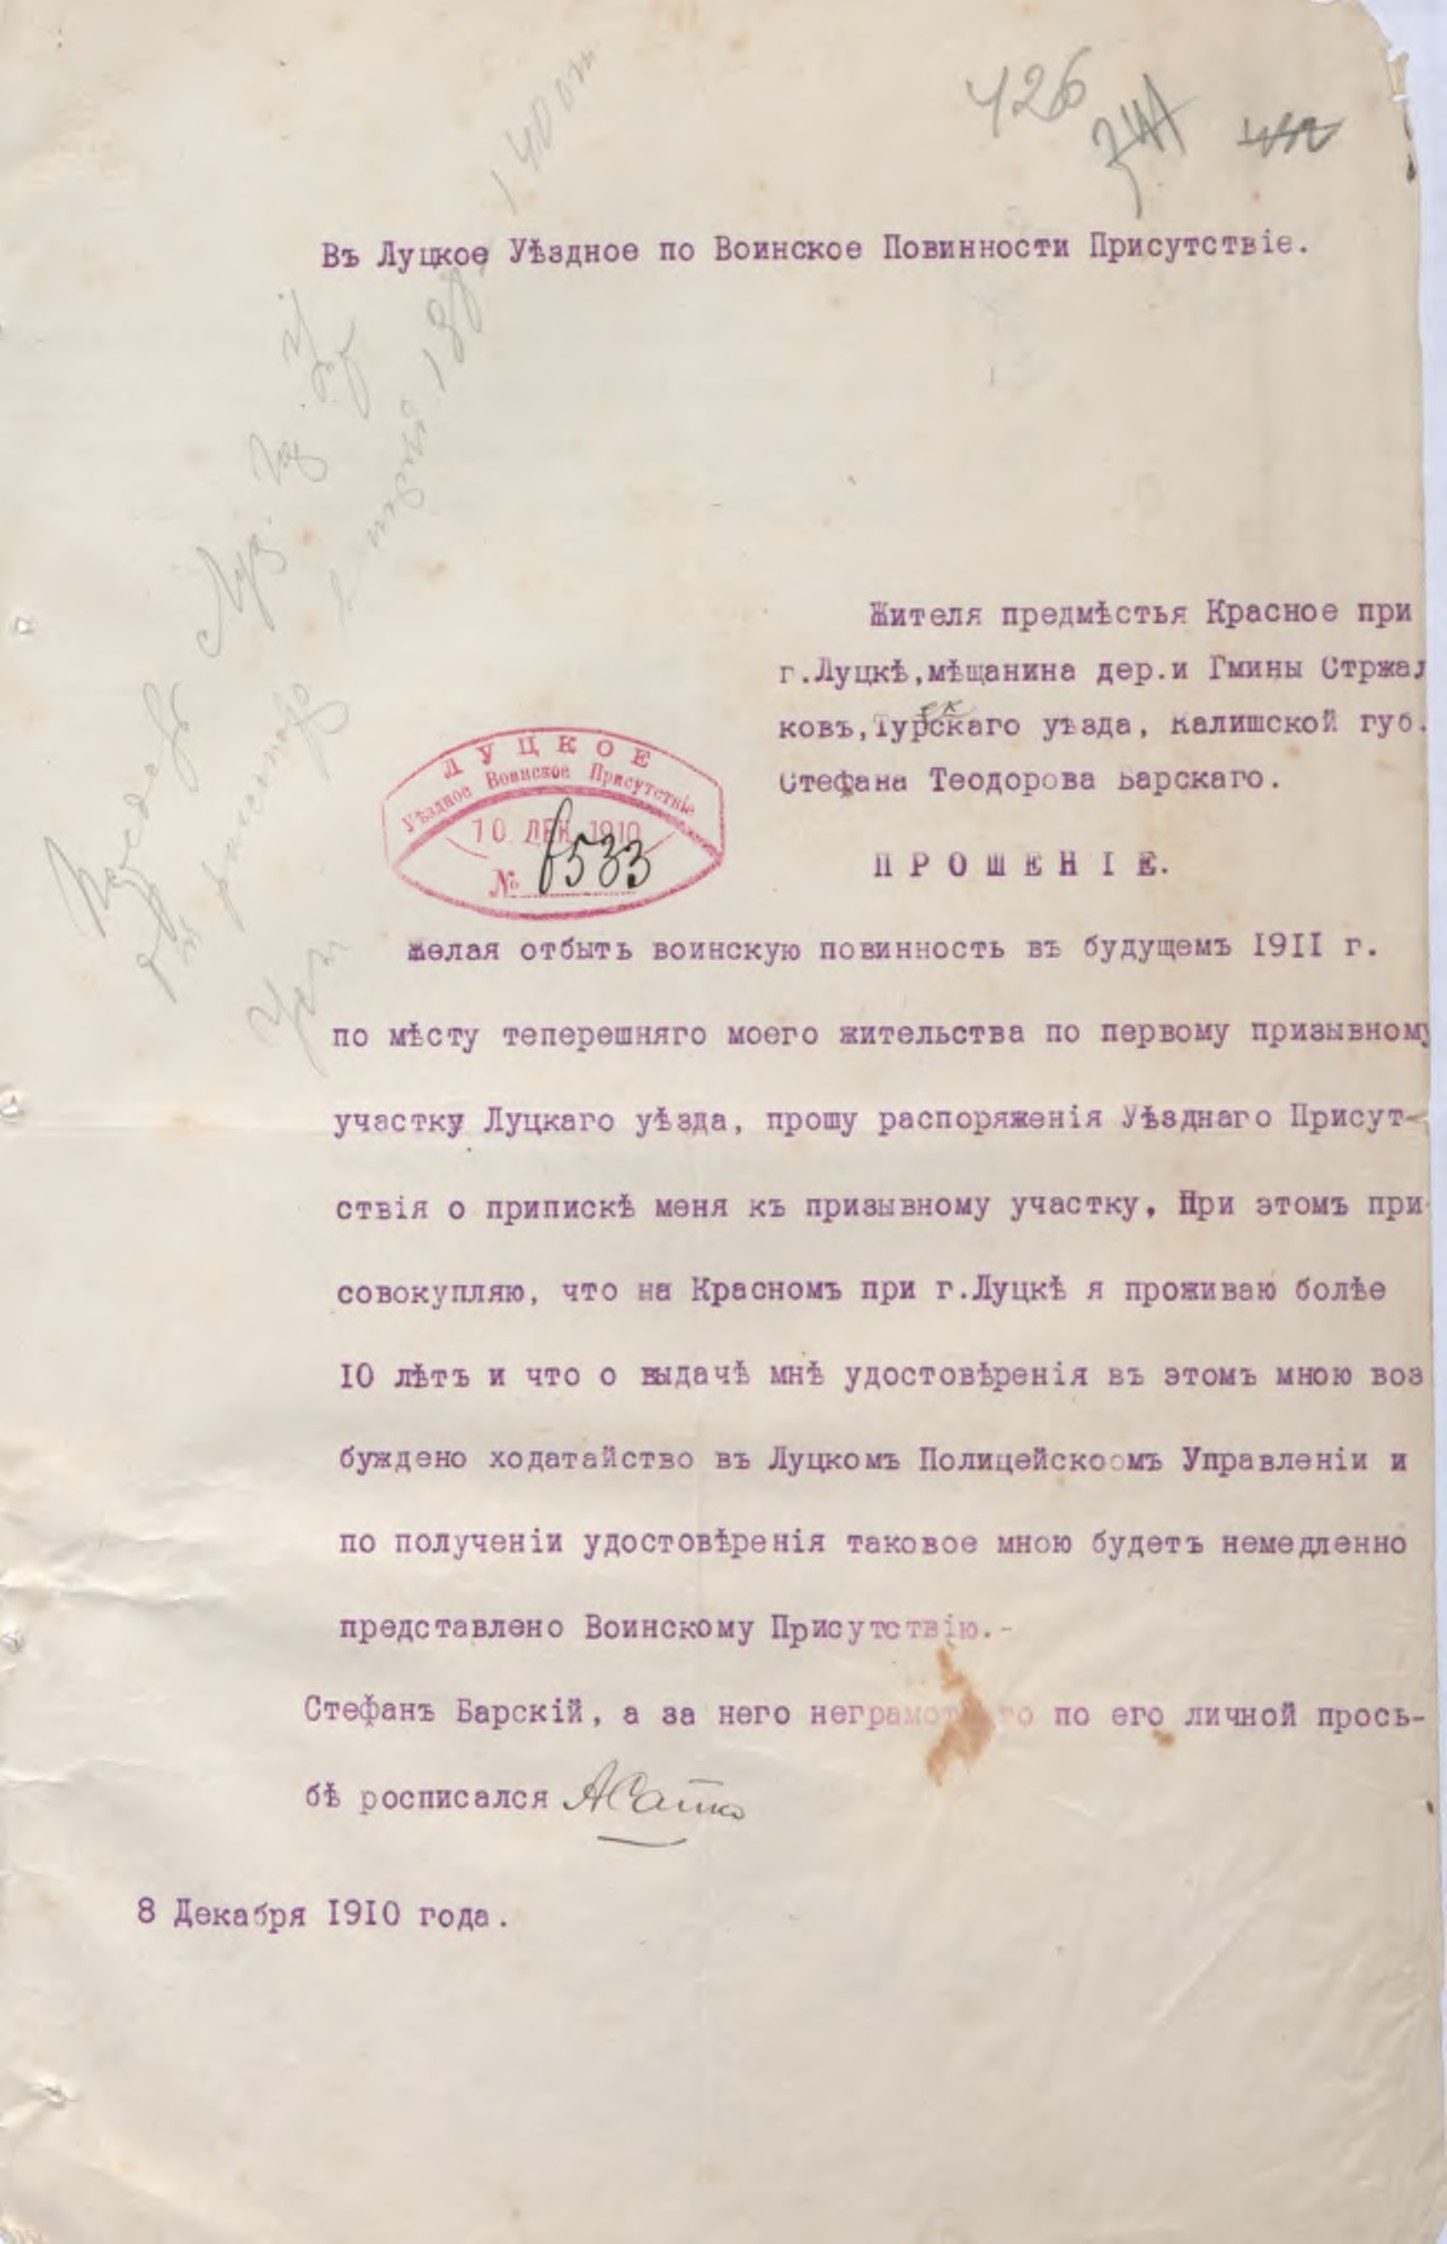 426
Въ Луцкое Уѣздное по Воинское Повинности Присутствіе.
Жителя предмѣстья Красное при
г.Луцкѣ,мѣщанина дер.и Гмины Стржал
ковъ,Турскаго уѣзда, Калишской губ.
ек
Стефана Теодорова Барскаго.
ЛУЦКОЕ
Уѣздное Воинское Присутствіе
10 ДЕК 1910
№ 6533
ПРОШЕНІЕ.
Желая отбыть воинскую повинность въ будущемъ 1911 г.
по мѣсту теперешняго моего жительства по первому призывному
участку Луцкаго уѣзда, прошу распоряженія Уѣзднаго Присут-
ствія о припискѣ меня къ призывному участку. При этомъ при-
совокупляю, что на Красномъ при г.Луцкѣ я проживаю болѣе
10 лѣтъ и что о выдачѣ мнѣ удостовѣренія въ этомъ мною воз
буждено ходатайство въ Луцкомъ Полицейскоомъ Управленіи и
по полученіи удостовѣренія таковое мною будетъ немедленно
представлено Воинскому Присутствію.-
Стефанъ Барскій, а за него неграмотнаго по его личной прось-
бѣ росписался
8 Декабря 1910 года.